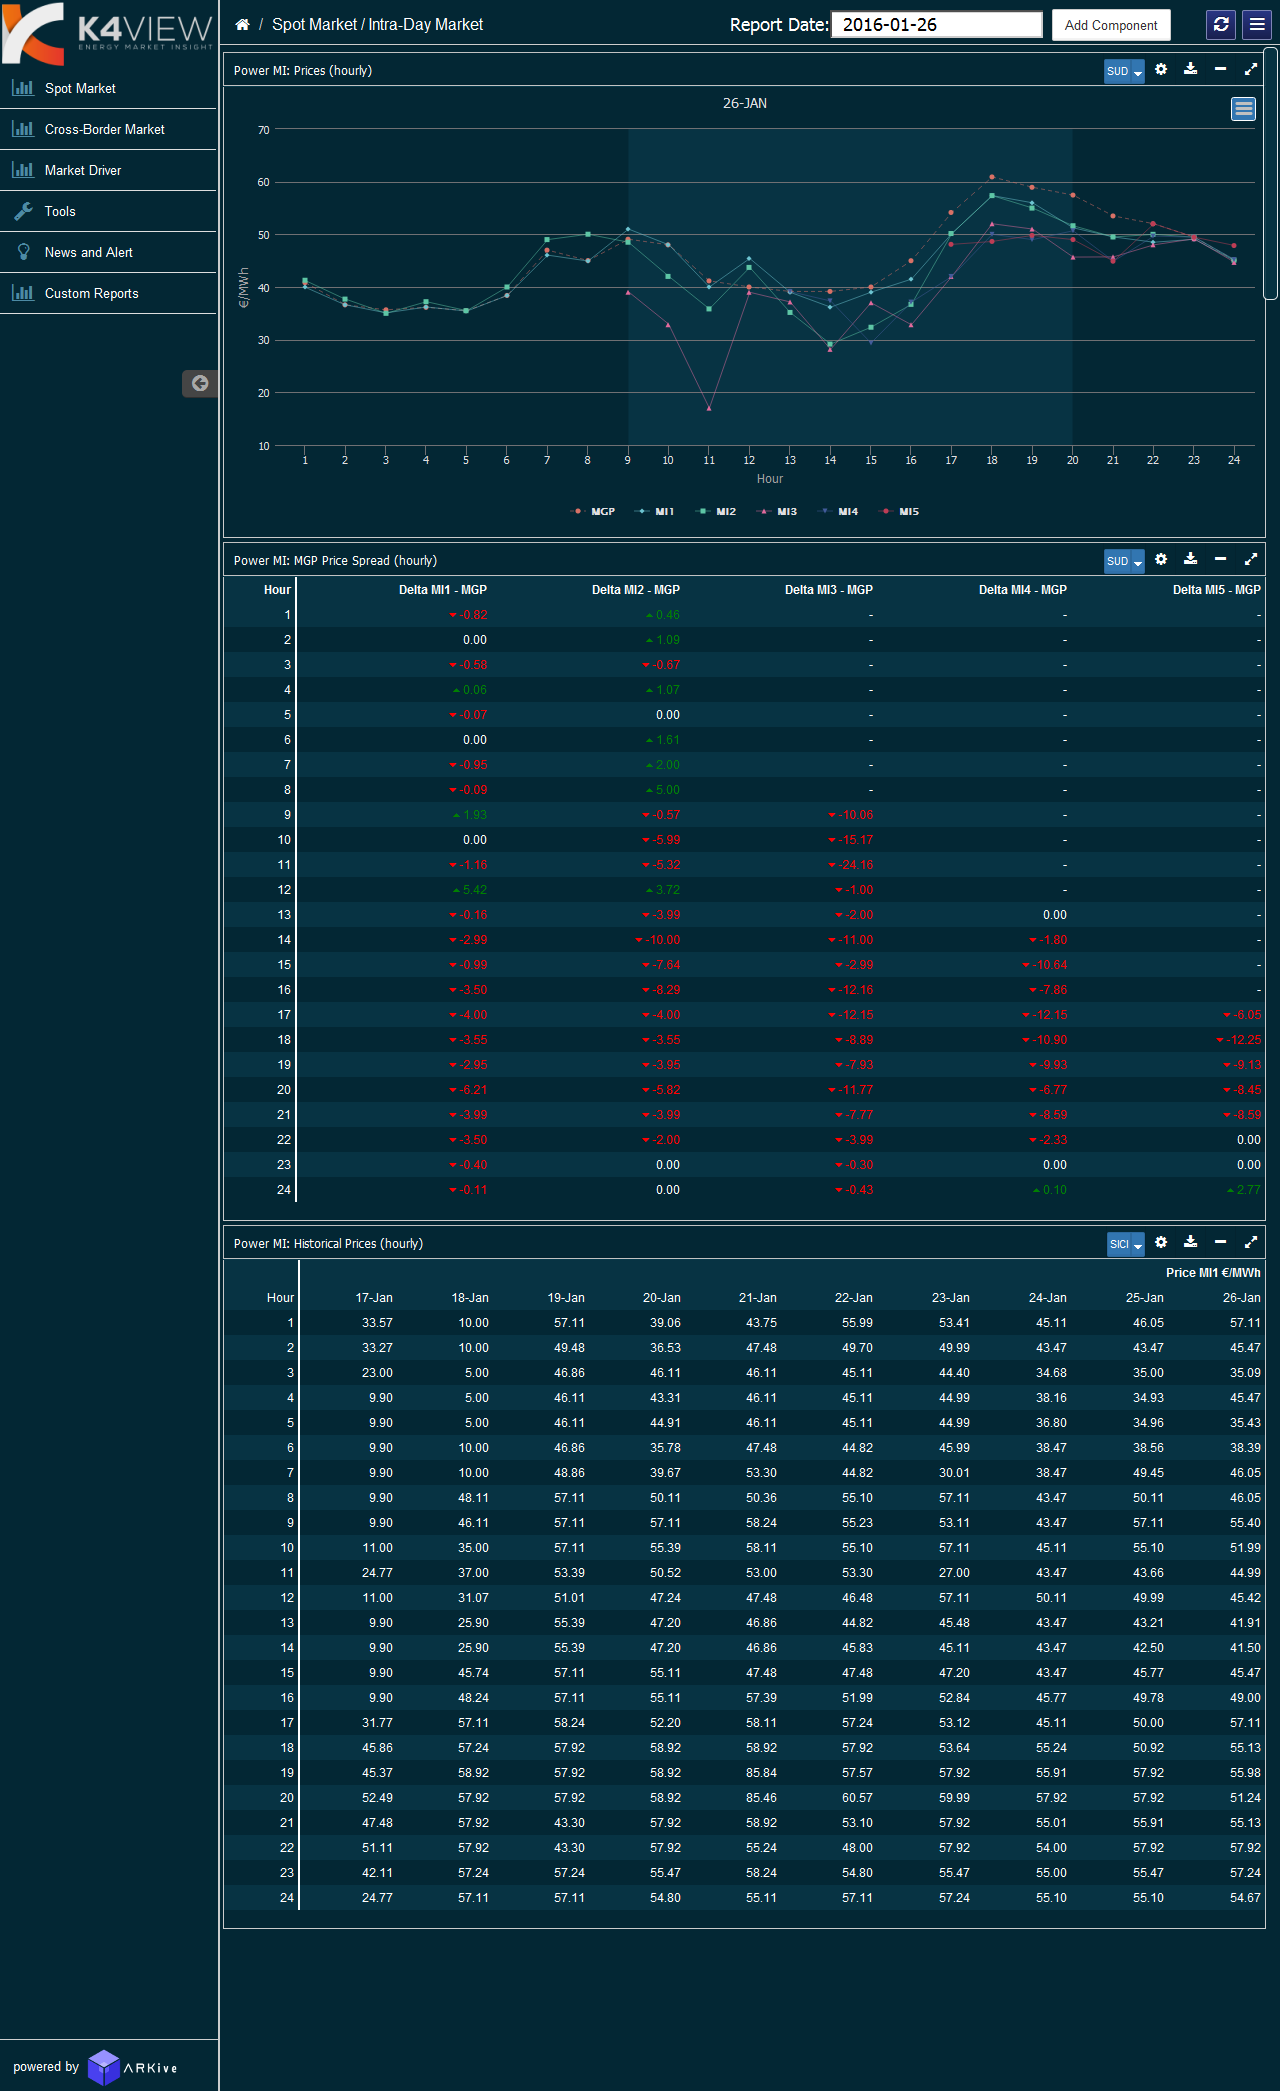 K4VIEW
ENERGY MARKET INSIGHT
/ Spot Market / Intra-Day Market
Report Date: 2016-01-26
Add Component
Spot Market
Cross-Border Market
Market Driver
Tools
News and Alert
Custom Reports
Power MI: Prices (hourly)
SUD
26-JAN
€/MWh
70
60
50
40
30
20
10
1 2 3 4 5 6 7 8 9 10 11 12 13 14 15 16 17 18 19 20 21 22 23 24
Hour
MGP MI1 MI2 MI3 MI4 MI5
Power MI: MGP Price Spread (hourly)
SUD
Hour Delta MI1 - MGP Delta MI2 - MGP Delta MI3 - MGP Delta MI4 - MGP Delta MI5 - MGP
1 -0.82 0.46 - - -
2 0.00 1.09 - - -
3 -0.58 -0.67 - - -
4 0.06 1.07 - - -
5 -0.07 0.00 - - -
6 0.00 1.61 - - -
7 -0.95 2.00 - - -
8 -0.09 5.00 - - -
9 1.93 -0.57 -10.06 - -
10 0.00 -5.99 -15.17 - -
11 -1.16 -5.32 -24.16 - -
12 5.42 3.72 -1.00 - -
13 -0.16 -3.99 -2.00 0.00 -
14 -2.99 -10.00 -11.00 -1.80 -
15 -0.99 -7.64 -2.99 -10.64 -
16 -3.50 -8.29 -12.16 -7.86 -
17 -4.00 -4.00 -12.15 -12.15 -6.05
18 -3.55 -3.55 -8.89 -10.90 -12.25
19 -2.95 -3.95 -7.93 -9.93 -9.13
20 -6.21 -5.82 -11.77 -6.77 -8.45
21 -3.99 -3.99 -7.77 -8.59 -8.59
22 -3.50 -2.00 -3.99 -2.33 0.00
23 -0.40 0.00 -0.30 0.00 0.00
24 -0.11 0.00 -0.43 0.10 2.77
Power MI: Historical Prices (hourly)
SICI
Price MI1 €/MWh
Hour 17-Jan 18-Jan 19-Jan 20-Jan 21-Jan 22-Jan 23-Jan 24-Jan 25-Jan 26-Jan
1 33.57 10.00 57.11 39.06 43.75 55.99 53.41 45.11 46.05 57.11
2 33.27 10.00 49.48 36.53 47.48 49.70 49.99 43.47 43.47 45.47
3 23.00 5.00 46.86 46.11 46.11 45.11 44.40 34.68 35.00 35.09
4 9.90 5.00 46.11 43.31 46.11 45.11 44.99 38.16 34.93 45.47
5 9.90 5.00 46.11 44.91 46.11 45.11 44.99 36.80 34.96 35.43
6 9.90 10.00 46.86 35.78 47.48 44.82 45.99 38.47 38.56 38.39
7 9.90 10.00 48.86 39.67 53.30 44.82 30.01 38.47 49.45 46.05
8 9.90 48.11 57.11 50.11 50.36 55.10 57.11 43.47 50.11 46.05
9 9.90 46.11 57.11 57.11 58.24 55.23 53.11 43.47 57.11 55.40
10 11.00 35.00 57.11 55.39 58.11 55.10 57.11 45.11 55.10 51.99
11 24.77 37.00 53.39 50.52 53.00 53.30 27.00 43.47 43.66 44.99
12 11.00 31.07 51.01 47.24 47.48 46.48 57.11 50.11 49.99 45.42
13 9.90 25.90 55.39 47.20 46.86 44.82 45.48 43.47 43.21 41.91
14 9.90 25.90 55.39 47.20 46.86 45.83 45.11 43.47 42.50 41.50
15 9.90 45.74 57.11 55.11 47.48 47.48 47.20 43.47 45.77 45.47
16 9.90 48.24 57.11 55.11 57.39 51.99 52.84 45.77 49.78 49.00
17 31.77 57.11 58.24 52.20 58.11 57.24 53.12 45.11 50.00 57.11
18 45.86 57.24 57.92 58.92 58.92 57.92 53.64 55.24 50.92 55.13
19 45.37 58.92 57.92 58.92 85.84 57.57 57.92 55.91 57.92 55.98
20 52.49 57.92 57.92 58.92 85.46 60.57 59.99 57.92 57.92 51.24
21 47.48 57.92 43.30 57.92 58.92 53.10 57.92 55.01 55.91 55.13
22 51.11 57.92 43.30 57.92 55.24 48.00 57.92 54.00 57.92 57.92
23 42.11 57.24 57.24 55.47 58.24 54.80 55.47 55.00 55.47 57.24
24 24.77 57.11 57.11 54.80 55.11 57.11 57.24 55.10 55.10 54.67
powered by ARKive